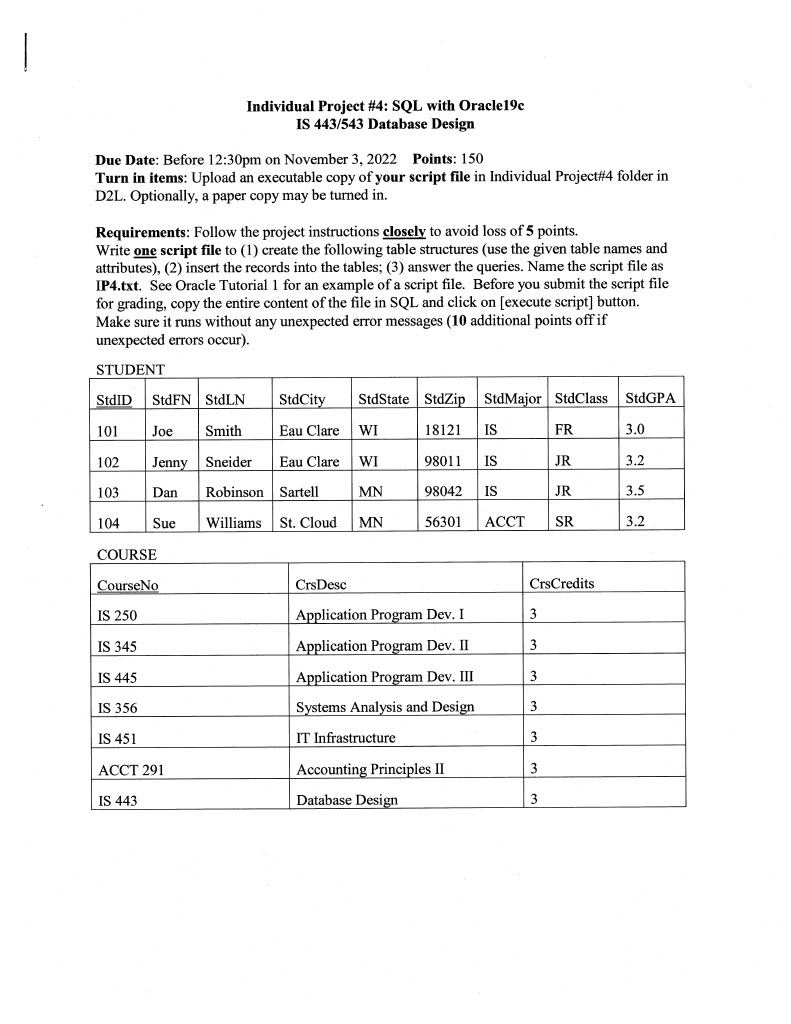 Individual Project #4: SQL with Oracle19c
IS 443/543 Database Design
Due Date: Before 12:30pm on November 3, 2022 Points: 150
Turn in items: Upload an executable copy of your script file in Individual Project#4 folder in
D2L. Optionally, a paper copy may be turned in.
Requirements: Follow the project instructions closely to avoid loss of 5 points.
Write one script file to (1) create the following table structures (use the given table names and
attributes), (2) insert the records into the tables; (3) answer the queries. Name the script file as
IP4.txt. See Oracle Tutorial 1 for an example of a script file. Before you submit the script file
for grading, copy the entire content of the file in SQL and click on [execute script] button.
Make sure it runs without any unexpected error messages (10 additional points off if
unexpected errors occur).
STUDENT
StdID StdFN StdLN StdCity StdState StdZip StdMajor StdClass StdGPA
101 Joe Smith Eau Clare WI 18121 IS FR 3.0
102 Jenny Sneider Eau Clare WI 98011 IS JR 3.2
103 Dan Robinson Sartell MN 98042 IS JR 3.5
104 Sue Williams St. Cloud MN 56301 ACCT SR 3.2
COURSE
CourseNo CrsDesc CrsCredits
IS 250 Application Program Dev. I 3
IS 345 Application Program Dev. II 3
IS 445 Application Program Dev. III 3
IS 356 Systems Analysis and Design 3
IS 451 IT Infrastructure 3
ACCT 291 Accounting Principles II 3
IS 443 Database Design 3